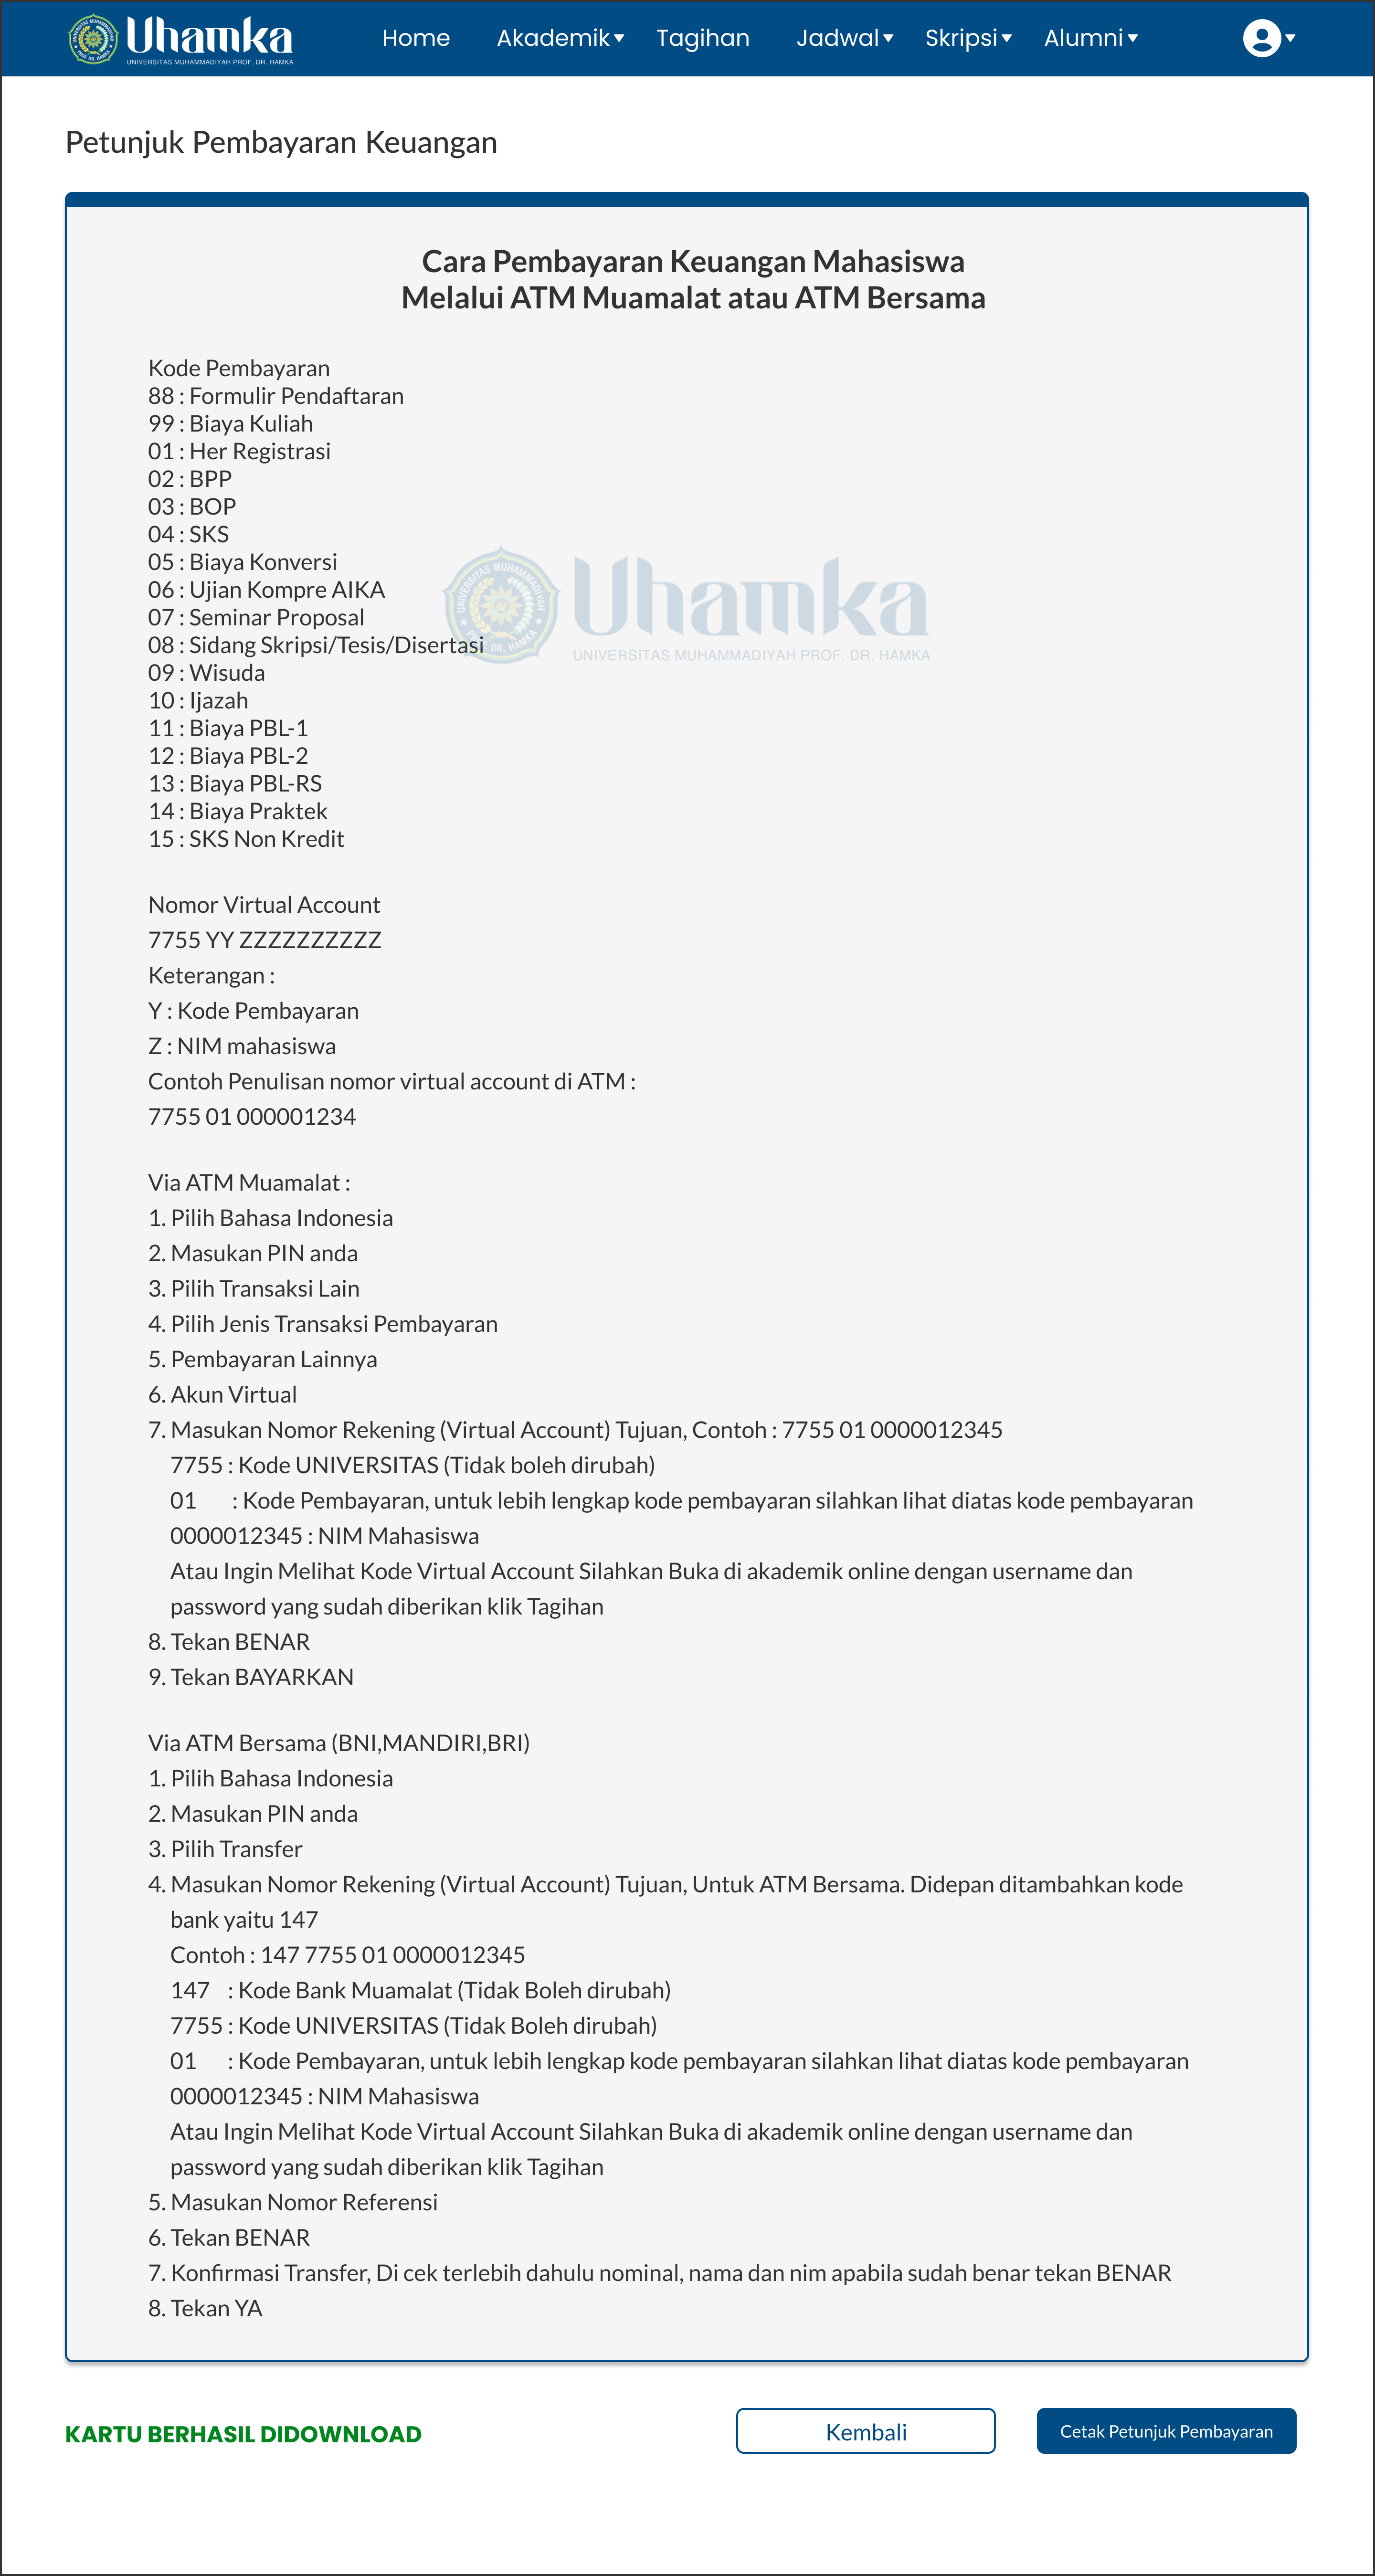 Uhamka
UNIVERSITAS MUHAMMADIYAH PROF. DR. HAMKA
Home Akademik Tagihan Jadwal Skripsi Alumni
Petunjuk Pembayaran Keuangan
Cara Pembayaran Keuangan Mahasiswa
Melalui ATM Muamalat atau ATM Bersama
Kode Pembayaran
88 : Formulir Pendaftaran
99 : Biaya Kuliah
01 : Her Registrasi
02 : BPP
03 : BOP
04 : SKS
05 : Biaya Konversi
06 : Ujian Kompre AIKA
07 : Seminar Proposal
08 : Sidang Skripsi/Tesis/Disertasi
09 : Wisuda
10 : Ijazah
11 : Biaya PBL-1
12 : Biaya PBL-2
13 : Biaya PBL-RS
14 : Biaya Praktek
15 : SKS Non Kredit
UNIVERSITAS MUHAMMADIYAH
PROF. DR. HAMKA
Uhamka
UNIVERSITAS MUHAMMADIYAH PROF. DR. HAMKA
Nomor Virtual Account
7755 YY ZZZZZZZZZZ
Keterangan :
Y : Kode Pembayaran
Z : NIM mahasiswa
Contoh Penulisan nomor virtual account di ATM :
7755 01 000001234
Via ATM Muamalat :
1. Pilih Bahasa Indonesia
2. Masukan PIN anda
3. Pilih Transaksi Lain
4. Pilih Jenis Transaksi Pembayaran
5. Pembayaran Lainnya
6. Akun Virtual
7. Masukan Nomor Rekening (Virtual Account) Tujuan, Contoh : 7755 01 0000012345
7755 : Kode UNIVERSITAS (Tidak boleh dirubah)
01 : Kode Pembayaran, untuk lebih lengkap kode pembayaran silahkan lihat diatas kode pembayaran
0000012345 : NIM Mahasiswa
Atau Ingin Melihat Kode Virtual Account Silahkan Buka di akademik online dengan username dan
password yang sudah diberikan klik Tagihan
8. Tekan BENAR
9. Tekan BAYARKAN
Via ATM Bersama (BNI,MANDIRI,BRI)
1. Pilih Bahasa Indonesia
2. Masukan PIN anda
3. Pilih Transfer
4. Masukan Nomor Rekening (Virtual Account) Tujuan, Untuk ATM Bersama. Didepan ditambahkan kode
bank yaitu 147
Contoh : 147 7755 01 0000012345
147 : Kode Bank Muamalat (Tidak Boleh dirubah)
7755 : Kode UNIVERSITAS (Tidak Boleh dirubah)
01 : Kode Pembayaran, untuk lebih lengkap kode pembayaran silahkan lihat diatas kode pembayaran
0000012345 : NIM Mahasiswa
Atau Ingin Melihat Kode Virtual Account Silahkan Buka di akademik online dengan username dan
password yang sudah diberikan klik Tagihan
5. Masukan Nomor Referensi
6. Tekan BENAR
7. Konfirmasi Transfer, Di cek terlebih dahulu nominal, nama dan nim apabila sudah benar tekan BENAR
8. Tekan YA
KARTU BERHASIL DIDOWNLOAD
Kembali
Cetak Petunjuk Pembayaran